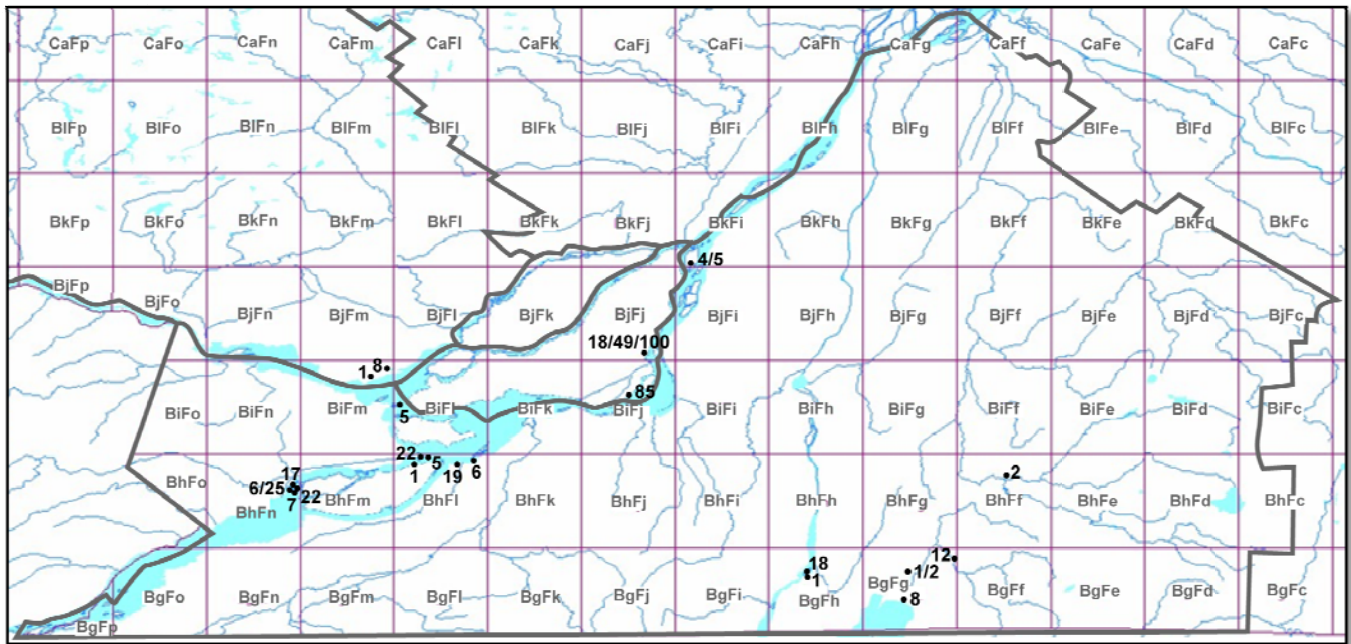 CaFp CaFo CaFn CaFm CaFl CaFk CaFj CaFi CaFh CaFg CaFf CaFe CaFd CaFc
BlFp BlFo BlFn BlFm BlFl BlFk BlFj BlFi BlFh BlFg BlFf BlFe BlFd BlFc
BkFp BkFo BkFn BkFm BkFl BkFk BkFj BkFi BkFh BkFg BkFf BkFe BkFd BkFc
4/5
BjFp BjFo BjFn BjFm BjFl BjFk BjFj BjFi BjFh BjFg BjFf BjFe BjFd BjFc
18/49/100
1 8
85
BiFo BiFn BiFm 5 BiFl BiFk BiFj BiFi BiFh BiFg BiFf BiFe BiFd BiFc
22 5 6
1 19
2
17
6/25 22
7
BhFo BhFn BhFm BhFl BhFk BhFj BhFi BhFh BhFg BhFf BhFe BhFd BhFc
12
18 1/2
1
8
BgFp BgFo BgFn BgFm BgFl BgFk BgFj BgFi BgFh BgFg BgFf BgFe BgFd BgFc